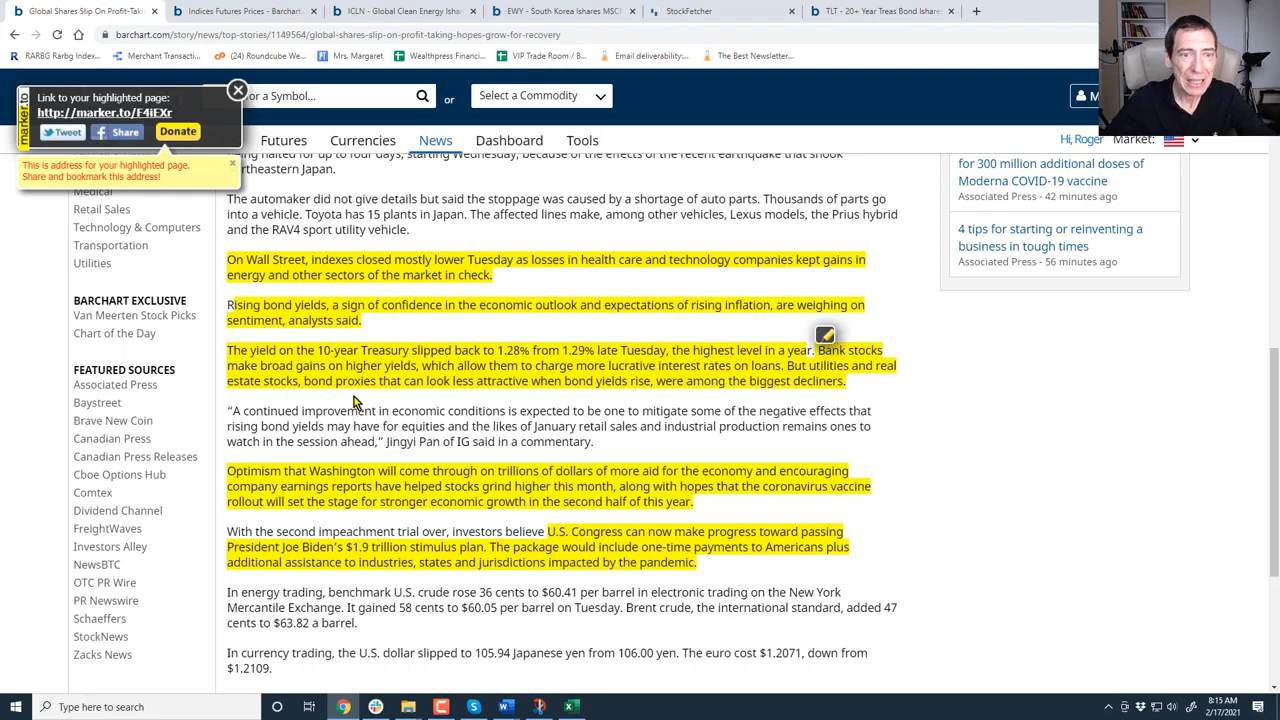 Global Shares Slip On Profit-Tak
Indices Futures Prices - Barchart.
ICLN - Global Clean Energy Ishar
EWY - South Korea Ishares MSCI
StockFetcher
TLT - 20+ Year Treas Bond Ishare
barchart.com/story/news/top-stories/1149564/global-shares-slip-on-profit-taking-hopes-grow-for-recovery
RARBG Rarbg Index...
Merchant Transacti...
(24) Roundcube We...
Mrs. Margaret
Wealthpress Financi...
VIP Trade Room / B...
Email deliverability:...
The Best Newsletter...
Link to your highlighted page:
http://marker.to/F4iEXr
marker.to
Tweet
Share
Donate
This is address for your highlighted page.
Share and bookmark this address!
or a Symbol...
or
Select a Commodity
M
Futures
Currencies
News
Dashboard
Tools
Hi, Roger
Market:
Medical
Retail Sales
Technology & Computers
Transportation
Utilities
BARCHART EXCLUSIVE
Van Meerten Stock Picks
Chart of the Day
FEATURED SOURCES
Associated Press
Baystreet
Brave New Coin
Canadian Press
Canadian Press Releases
Cboe Options Hub
Comtex
Dividend Channel
FreightWaves
Investors Alley
NewsBTC
OTC PR Wire
PR Newswire
Schaeffers
StockNews
Zacks News
halted for up to four days, starting Wednesday, because of the effects of the recent earthquake that shook
rtheastern Japan.
The automaker did not give details but said the stoppage was caused by a shortage of auto parts. Thousands of parts go
into a vehicle. Toyota has 15 plants in Japan. The affected lines make, among other vehicles, Lexus models, the Prius hybrid
and the RAV4 sport utility vehicle.
On Wall Street, indexes closed mostly lower Tuesday as losses in health care and technology companies kept gains in
energy and other sectors of the market in check.
Rising bond yields, a sign of confidence in the economic outlook and expectations of rising inflation, are weighing on
sentiment, analysts said.
The yield on the 10-year Treasury slipped back to 1.28% from 1.29% late Tuesday, the highest level in a year. Bank stocks
make broad gains on higher yields, which allow them to charge more lucrative interest rates on loans. But utilities and real
estate stocks, bond proxies that can look less attractive when bond yields rise, were among the biggest decliners.
“A continued improvement in economic conditions is expected to be one to mitigate some of the negative effects that
rising bond yields may have for equities and the likes of January retail sales and industrial production remains ones to
watch in the session ahead,” Jingyi Pan of IG said in a commentary.
Optimism that Washington will come through on trillions of dollars of more aid for the economy and encouraging
company earnings reports have helped stocks grind higher this month, along with hopes that the coronavirus vaccine
rollout will set the stage for stronger economic growth in the second half of this year.
With the second impeachment trial over, investors believe U.S. Congress can now make progress toward passing
President Joe Biden’s $1.9 trillion stimulus plan. The package would include one-time payments to Americans plus
additional assistance to industries, states and jurisdictions impacted by the pandemic.
In energy trading, benchmark U.S. crude rose 36 cents to $60.41 per barrel in electronic trading on the New York
Mercantile Exchange. It gained 58 cents to $60.05 per barrel on Tuesday. Brent crude, the international standard, added 47
cents to $63.82 a barrel.
In currency trading, the U.S. dollar slipped to 105.94 Japanese yen from 106.00 yen. The euro cost $1.2071, down from
$1.2109.
for 300 million additional doses of
Moderna COVID-19 vaccine
Associated Press - 42 minutes ago
4 tips for starting or reinventing a
business in tough times
Associated Press - 56 minutes ago
Type here to search
8:15 AM
2/17/2021